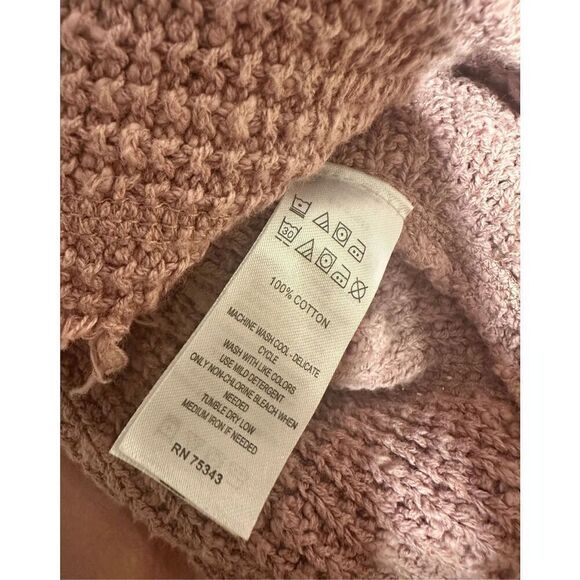 30
100% COTTON
MACHINE WASH COOL - DELICATE
CYCLE
WASH WITH LIKE COLORS
USE MILD DETERGENT
ONLY NON-CHLORINE BLEACH WHEN
NEEDED
TUMBLE DRY LOW
MEDIUM IRON IF NEEDED
RN 75343